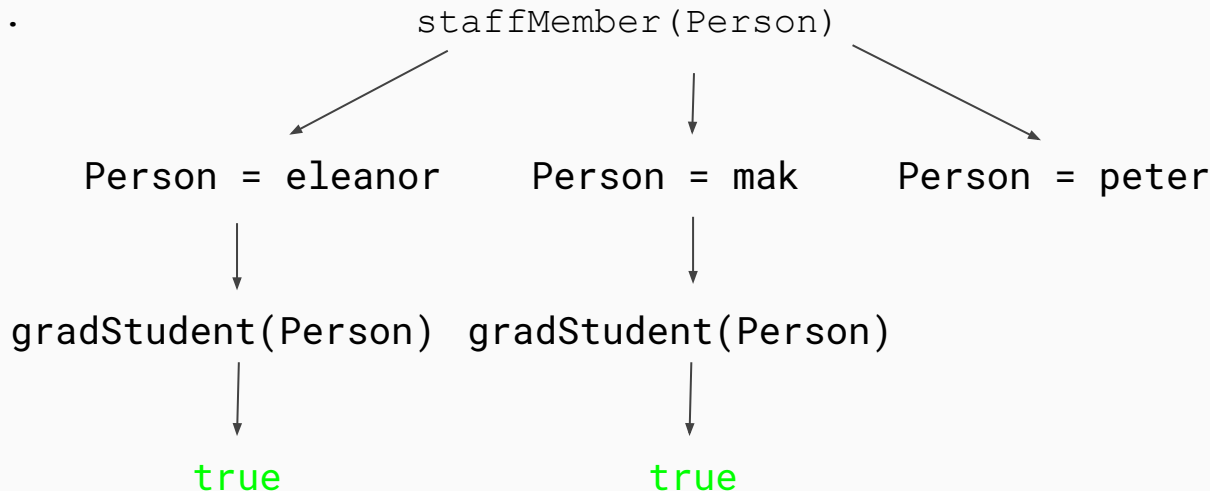 staffMember(Person)
Person = eleanor Person = mak Person = peter
gradStudent(Person) gradStudent(Person)
true true